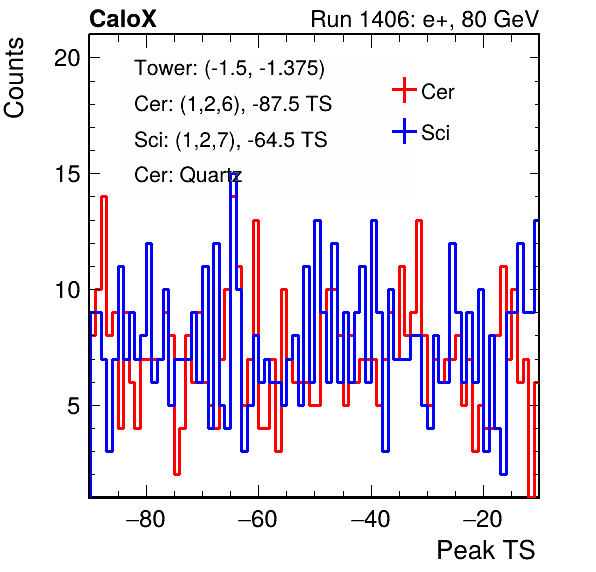 CaloX Run 1406: e+, 80 GeV
Counts
20
15
10
5
Tower: (-1.5, -1.375)
Cer: (1,2,6), -87.5 TS
Sci: (1,2,7), -64.5 TS
Cer: Quartz
Cer
Sci
−80 −60 −40 −20
Peak TS